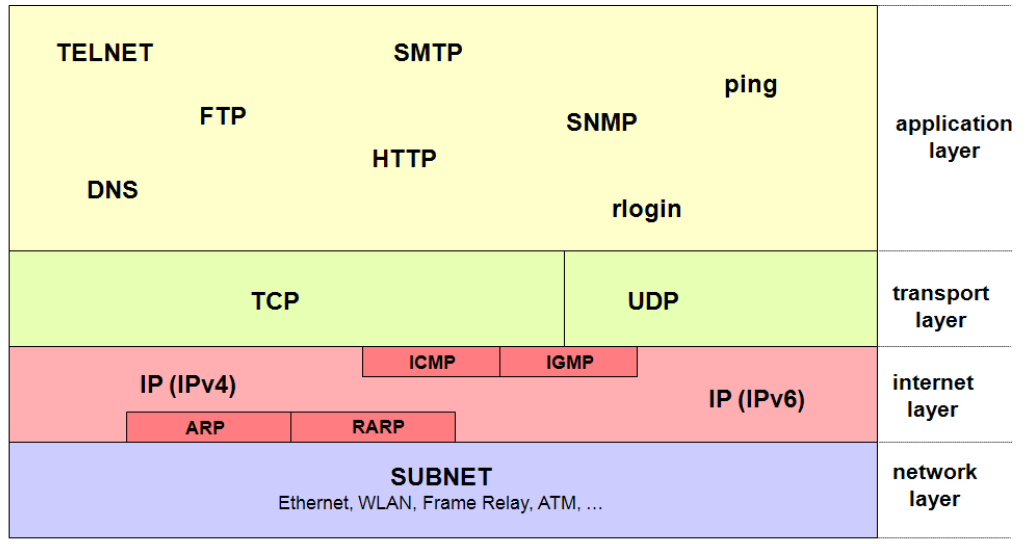 TELNET
SMTP
ping
FTP
SNMP
HTTP
DNS
rlogin
application
layer
TCP
UDP
transport
layer
ICMP
IGMP
IP (IPv4)
IP (IPv6)
ARP
RARP
internet
layer
SUBNET
Ethernet, WLAN, Frame Relay, ATM, …
network
layer